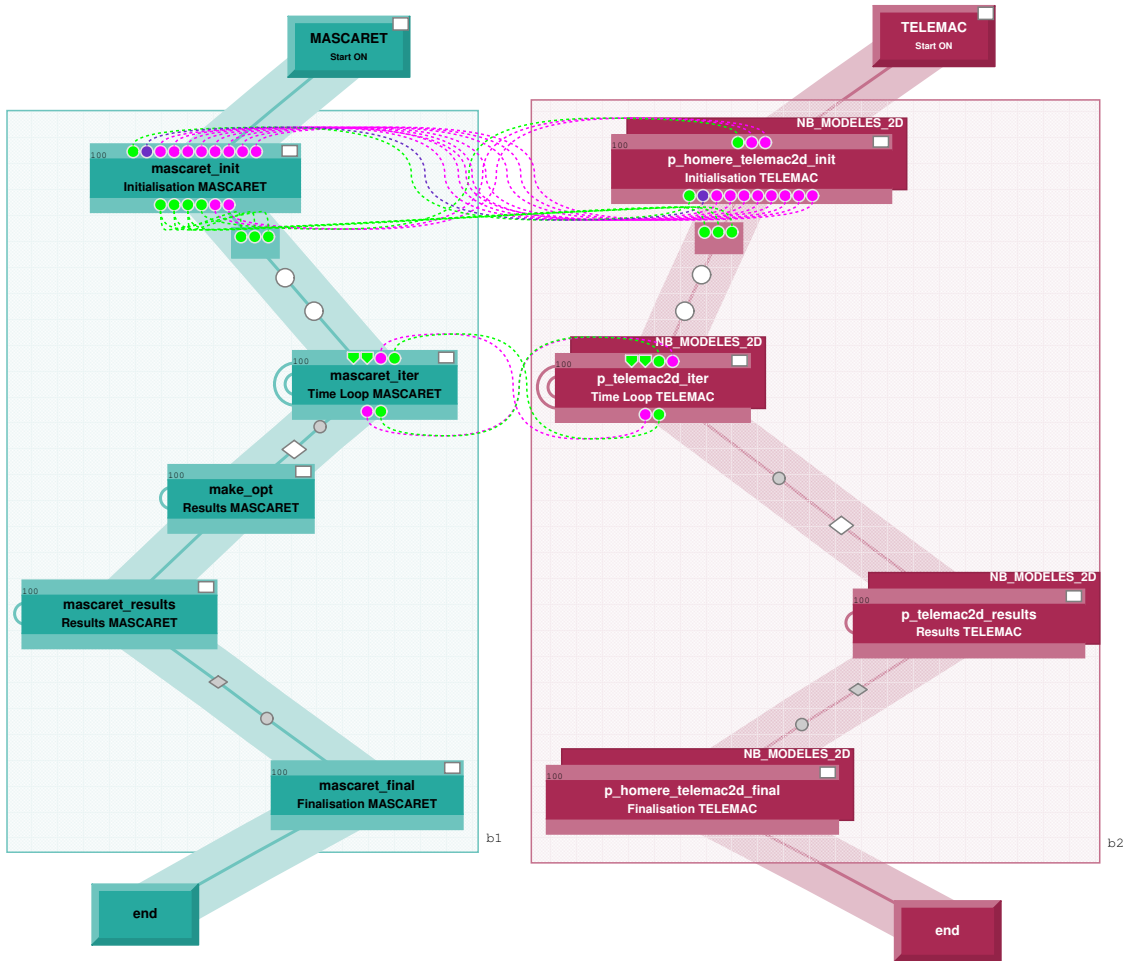 MASCARET
Start ON
TELEMAC
Start ON
100
mascaret_init
Initialisation MASCARET
NB_MODELES_2D
100
p_homere_telemac2d_init
Initialisation TELEMAC
100
mascaret_iter
Time Loop MASCARET
NB_MODELES_2D
100
p_telemac2d_iter
Time Loop TELEMAC
100
make_opt
Results MASCARET
100
mascaret_results
Results MASCARET
NB_MODELES_2D
100
p_telemac2d_results
Results TELEMAC
100
mascaret_final
Finalisation MASCARET
NB_MODELES_2D
100
p_homere_telemac2d_final
Finalisation TELEMAC
b1
b2
end
end